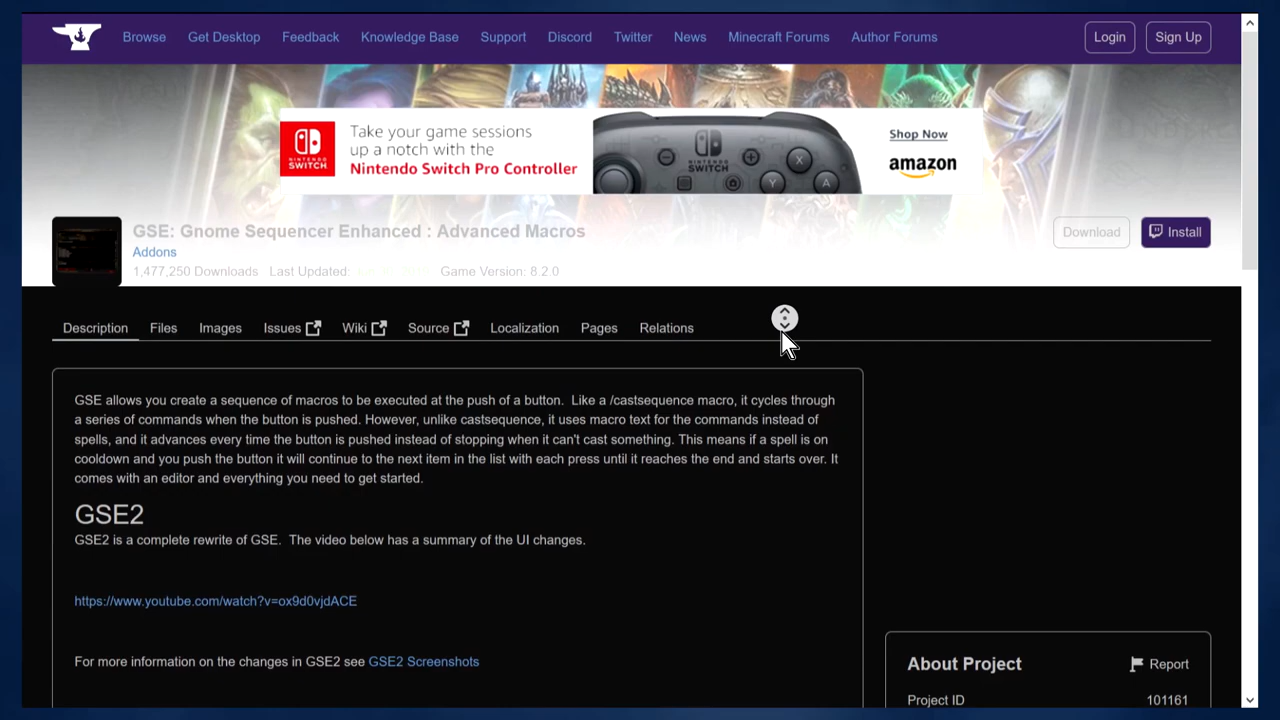 Browse Get Desktop Feedback Knowledge Base Support Discord Twitter News Minecraft Forums Author Forums Login Sign Up
Take your game sessions
up a notch with the
Nintendo Switch Pro Controller
NINTENDO
SWITCH
NINTENDO
SWITCH
X
Y A
Shop Now
amazon
GSE: Gnome Sequencer Enhanced : Advanced Macros
Download Install
Addons
1,477,250 Downloads Last Updated: Game Version: 8.2.0
Description Files Images Issues Wiki Source Localization Pages Relations
GSE allows you create a sequence of macros to be executed at the push of a button. Like a /castsequence macro, it cycles through
a series of commands when the button is pushed. However, unlike castsequence, it uses macro text for the commands instead of
spells, and it advances every time the button is pushed instead of stopping when it can't cast something. This means if a spell is on
cooldown and you push the button it will continue to the next item in the list with each press until it reaches the end and starts over. It
comes with an editor and everything you need to get started.
GSE2
GSE2 is a complete rewrite of GSE. The video below has a summary of the UI changes.
https://www.youtube.com/watch?v=ox9d0vjdACE
For more information on the changes in GSE2 see GSE2 Screenshots
About Project Report
Project ID 101161